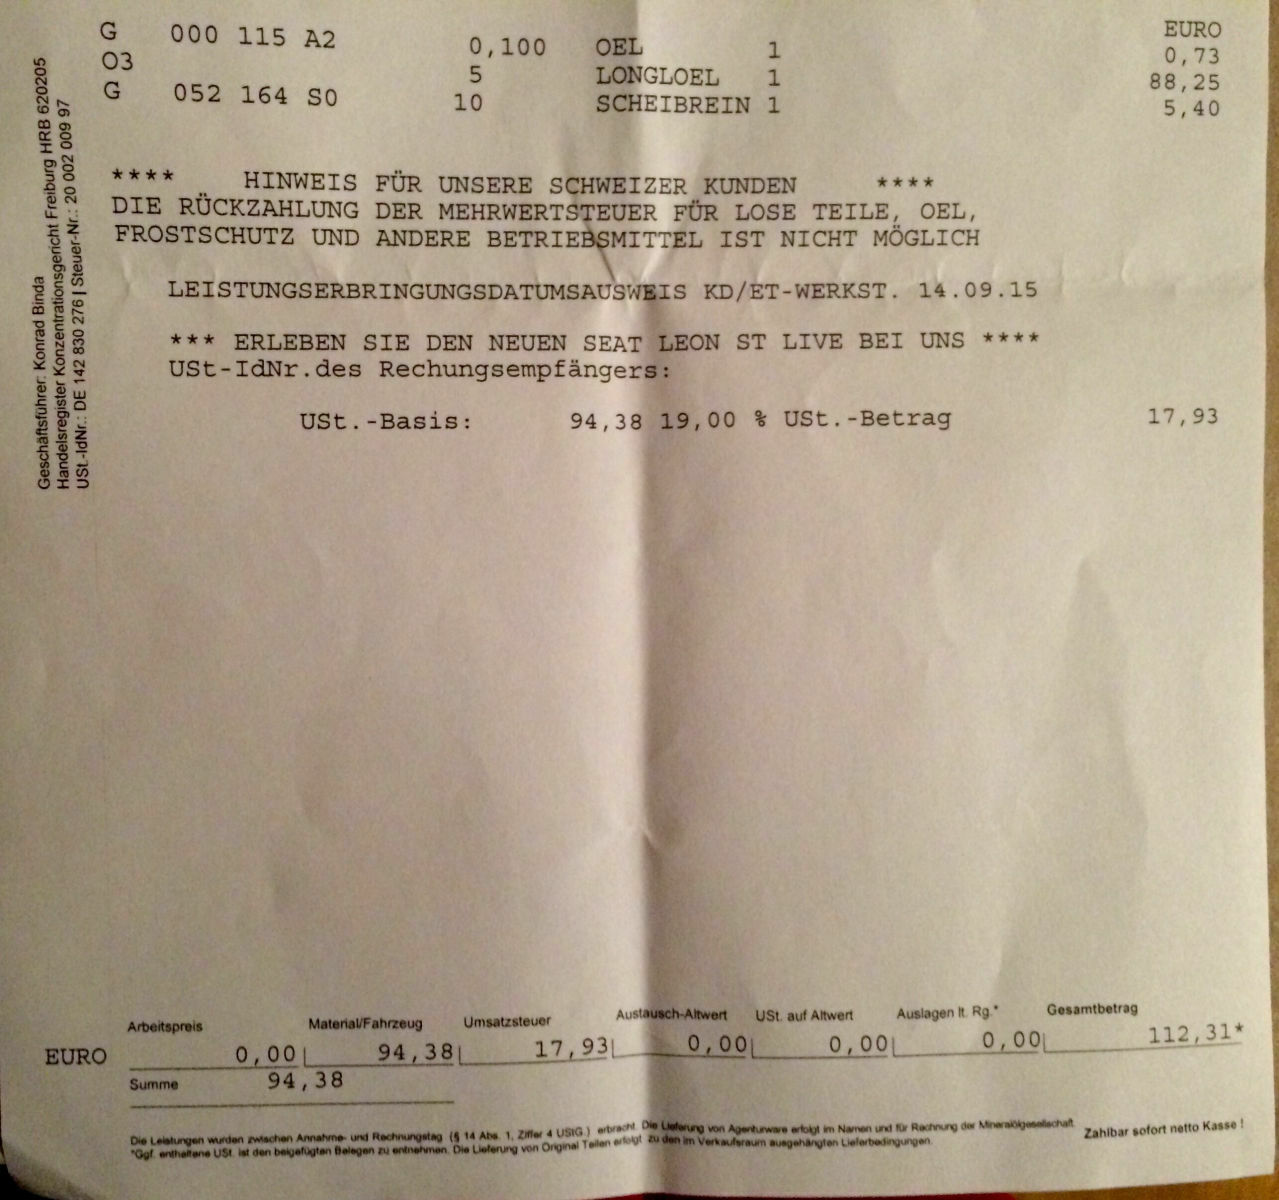 EURO
G 000 115 A2 0,100 OEL 1 0,73
O3 5 LONGLOEL 1 88,25
G 052 164 S0 10 SCHEIBREIN 1 5,40
**** HINWEIS FÜR UNSERE SCHWEIZER KUNDEN ****
DIE RÜCKZAHLUNG DER MEHRWERTSTEUER FÜR LOSE TEILE, OEL,
FROSTSCHUTZ UND ANDERE BETRIEBSMITTEL IST NICHT MÖGLICH
LEISTUNGSERBRINGUNGSDATUMSAUSWEIS KD/ET-WERKST. 14.09.15
*** ERLEBEN SIE DEN NEUEN SEAT LEON ST LIVE BEI UNS ****
USt-IdNr.des Rechungsempfängers:
USt.-Basis: 94,38 19,00 % USt.-Betrag 17,93
Geschäftsführer: Konrad Binda
Handelsregister Konzentrationsgericht Freiburg HRB 620205
USt.-IdNr.: DE 142 830 276 | Steuer-Nr.: 20 002 009 97
Arbeitspreis Material/Fahrzeug Umsatzsteuer Austausch-Altwert USt. auf Altwert Auslagen lt. Rg.* Gesamtbetrag
EURO 0,00 94,38 17,93 0,00 0,00 0,00 112,31*
Summe 94,38
Die Leistungen wurden zwischen Annahme- und Rechnungstag (§ 14 Abs. 1, Ziffer 4 UStG ) erbracht. Die Lieferung von Agenturware erfolgt im Namen und für Rechnung der Mineralölgesellschaft.
*Ggf. enthaltene USt. ist den beigefügten Belegen zu entnehmen. Die Lieferung von Original Teilen erfolgt zu den im Verkaufsraum ausgehängten Lieferbedingungen.
Zahlbar sofort netto Kasse !